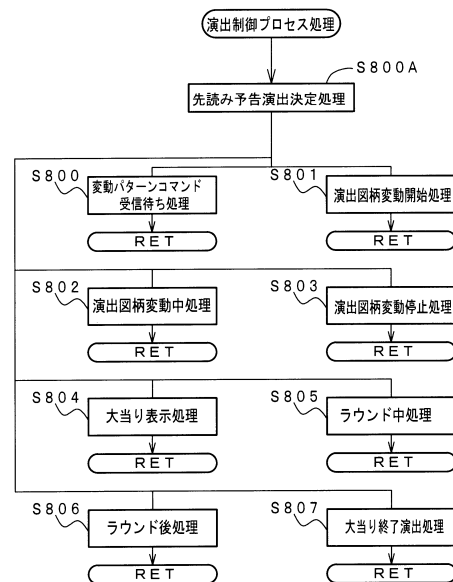 演出制御プロセス処理
S800A
先読み予告演出決定処理
S800
変動パターンコマンド
受信待ち処理
RET
S801
演出図柄変動開始処理
RET
S802
演出図柄変動中処理
RET
S803
演出図柄変動停止処理
RET
S804
大当り表示処理
RET
S805
ラウンド中処理
RET
S806
ラウンド後処理
RET
S807
大当り終了演出処理
RET